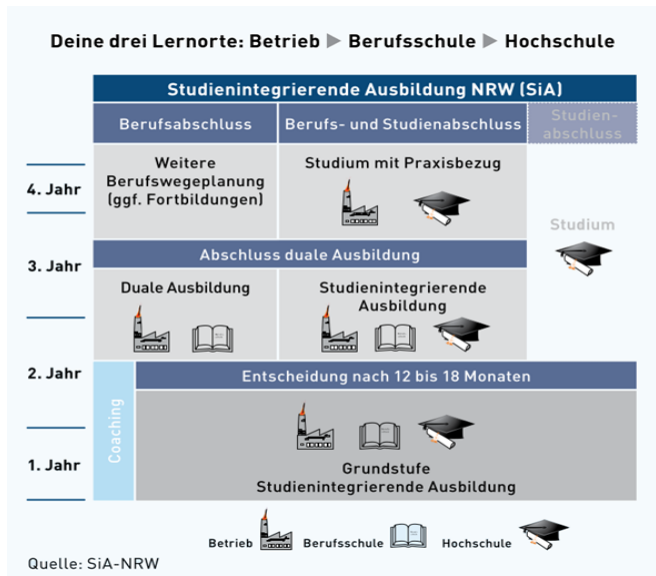 Deine drei Lernorte: Betrieb ▶ Berufsschule ▶ Hochschule
Studienintegrierende Ausbildung NRW (SiA)
Berufsabschluss
Berufs- und Studienabschluss
Studien-
abschluss
4. Jahr
Weitere
Berufswegeplanung
(ggf. Fortbildungen)
Studium mit Praxisbezug
Studium
3. Jahr
Abschluss duale Ausbildung
Duale Ausbildung
Studienintegrierende
Ausbildung
2. Jahr
Entscheidung nach 12 bis 18 Monaten
Coaching
1. Jahr
Grundstufe
Studienintegrierende Ausbildung
Betrieb
Berufsschule
Hochschule
Quelle: SiA-NRW